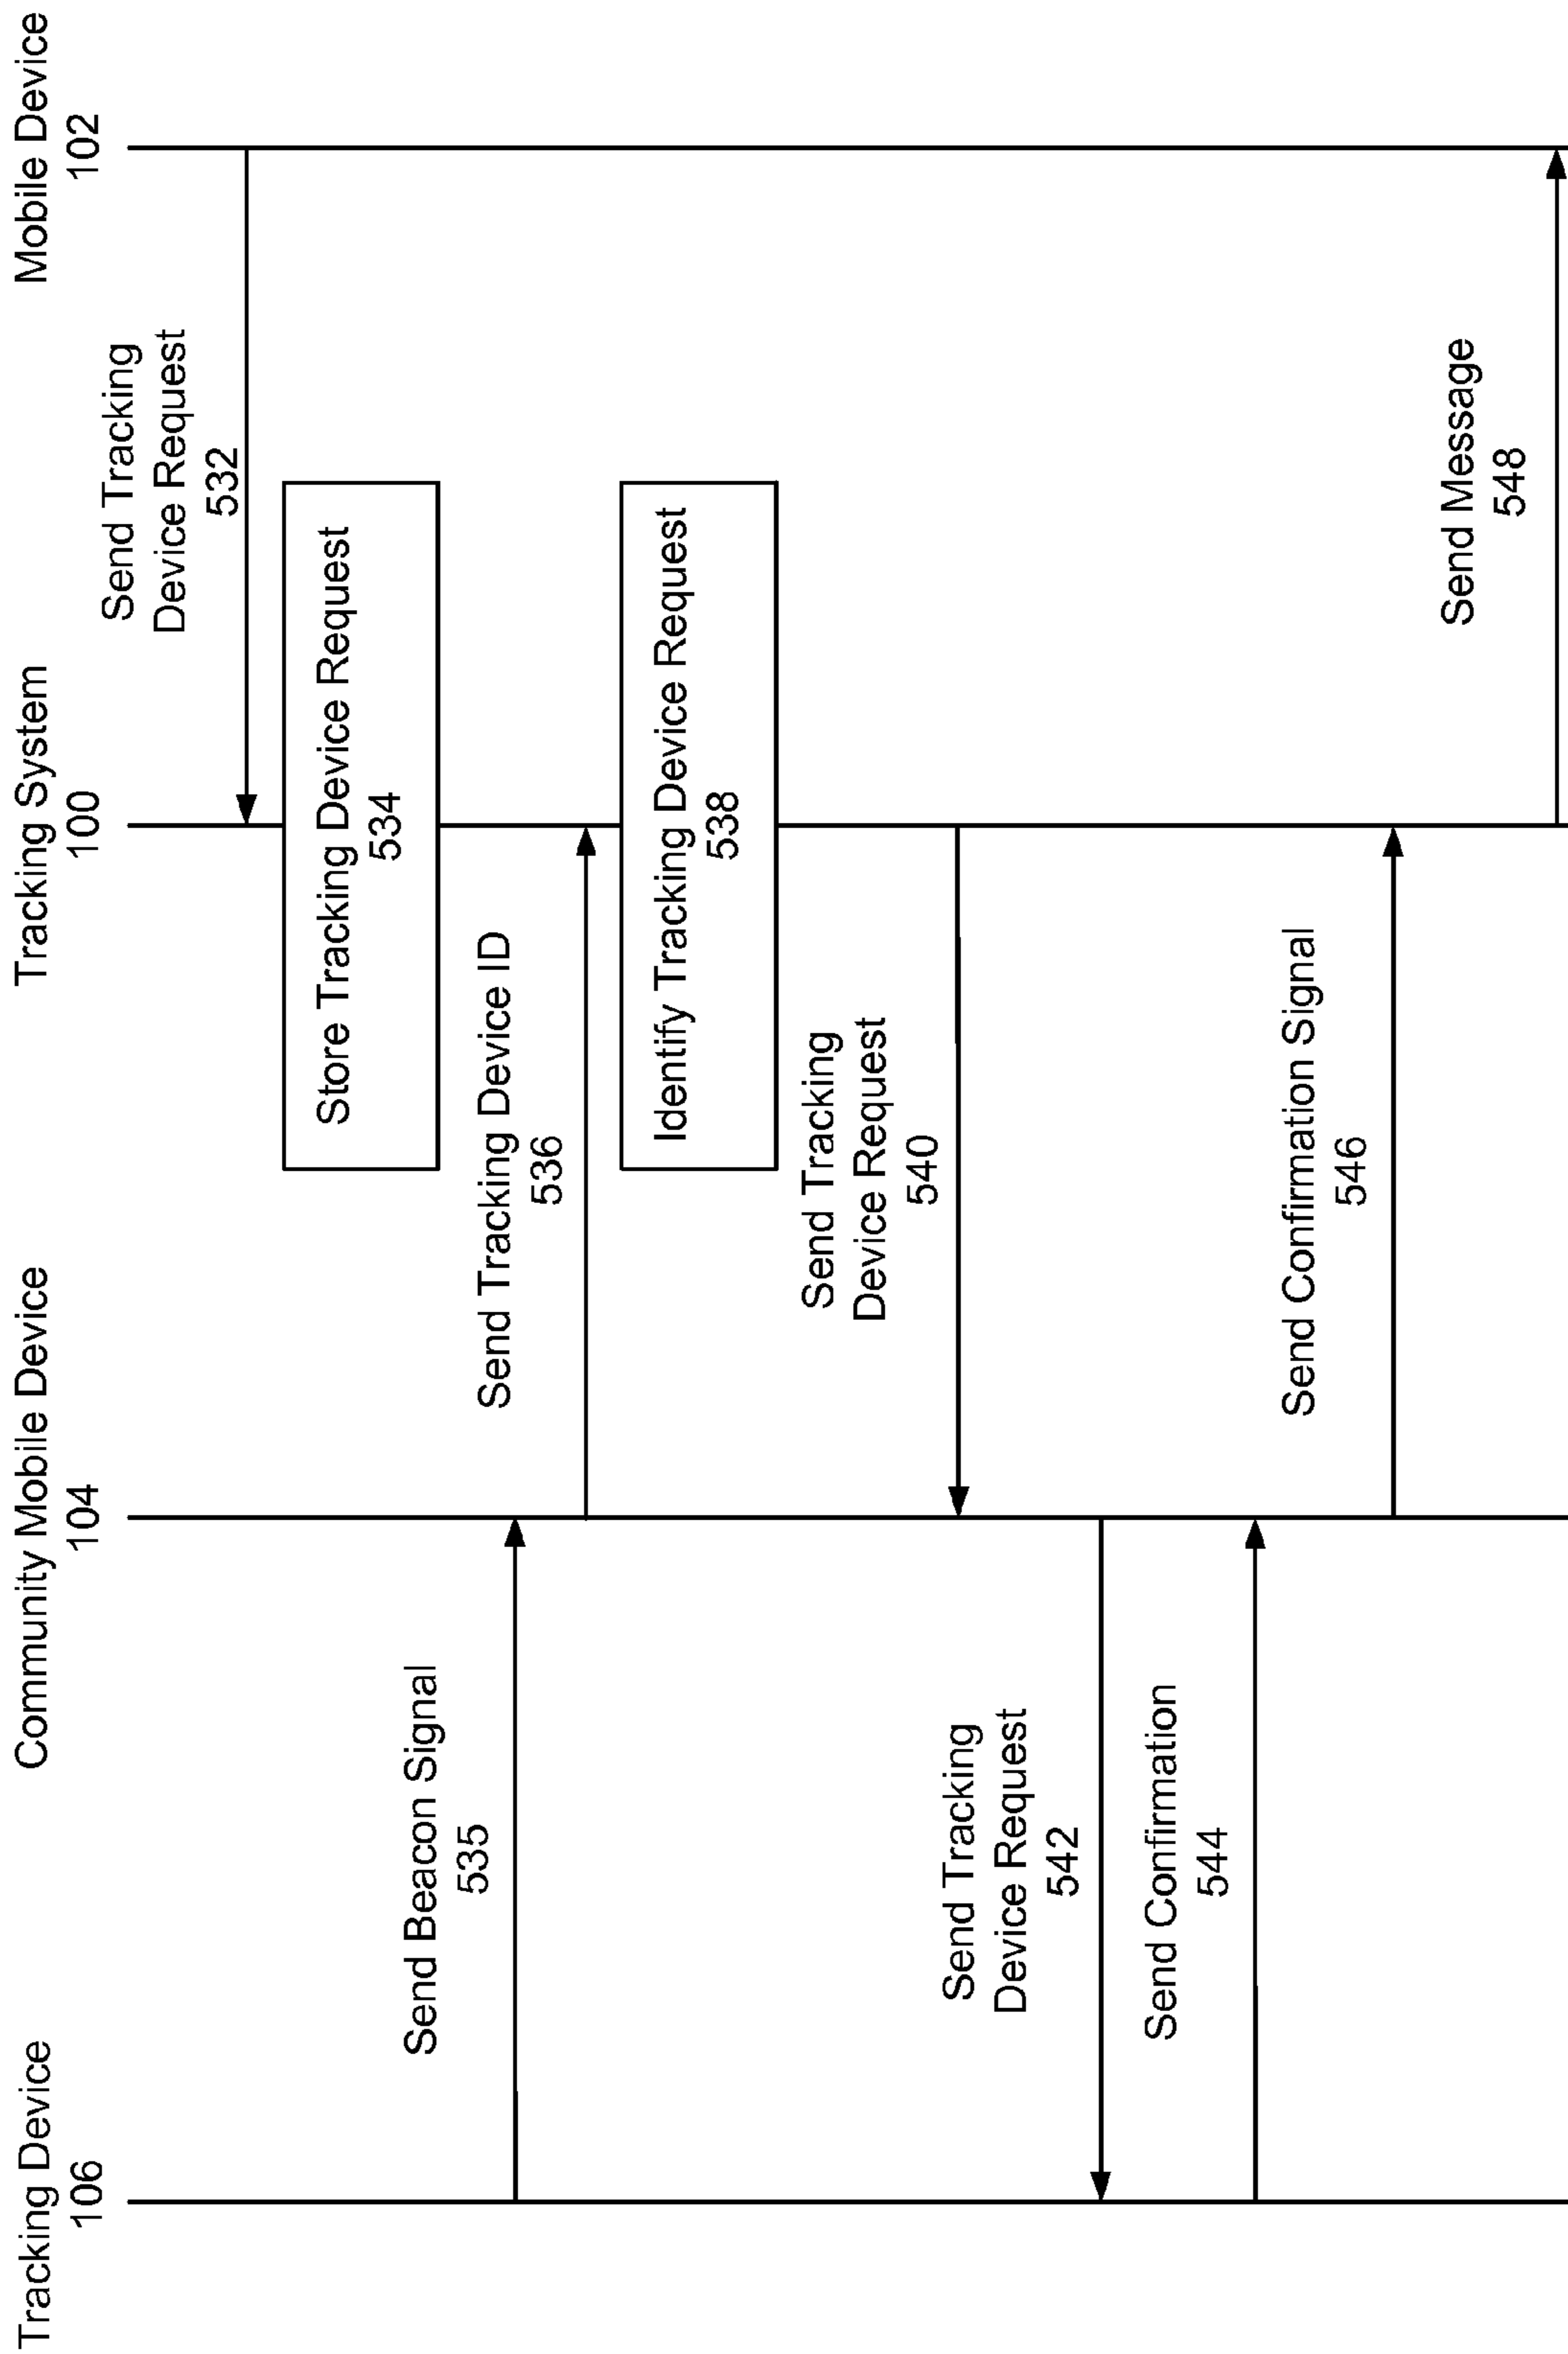 Tracking Device
106
Community Mobile Device
104
Tracking System
100
Mobile Device
102
Send Tracking
Device Request
532
Store Tracking Device Request
534
Send Beacon Signal
535
Send Tracking Device ID
536
Identify Tracking Device Request
538
Send Tracking
Device Request
540
Send Tracking
Device Request
542
Send Confirmation
544
Send Confirmation Signal
546
Send Message
548